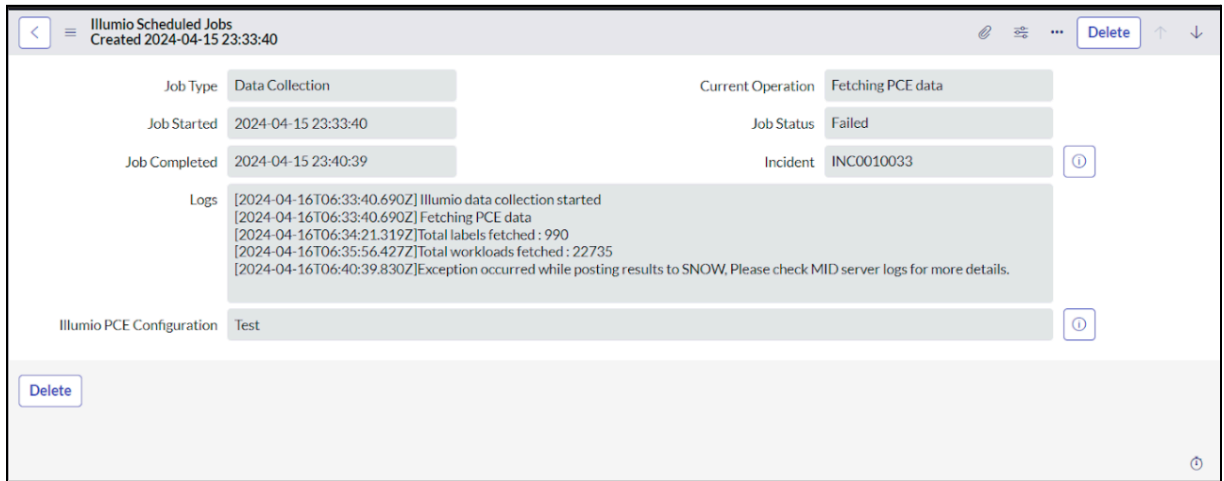 Illumio Scheduled Jobs
Created 2024-04-15 23:33:40
Delete
Job Type Data Collection
Current Operation Fetching PCE data
Job Started 2024-04-15 23:33:40
Job Status Failed
Job Completed 2024-04-15 23:40:39
Incident INC0010033
Logs [2024-04-16T06:33:40.690Z] Illumio data collection started
[2024-04-16T06:33:40.690Z] Fetching PCE data
[2024-04-16T06:34:21.319Z]Total labels fetched : 990
[2024-04-16T06:35:56.427Z]Total workloads fetched : 22735
[2024-04-16T06:40:39.830Z]Exception occurred while posting results to SNOW, Please check MID server logs for more details.
Illumio PCE Configuration Test
Delete